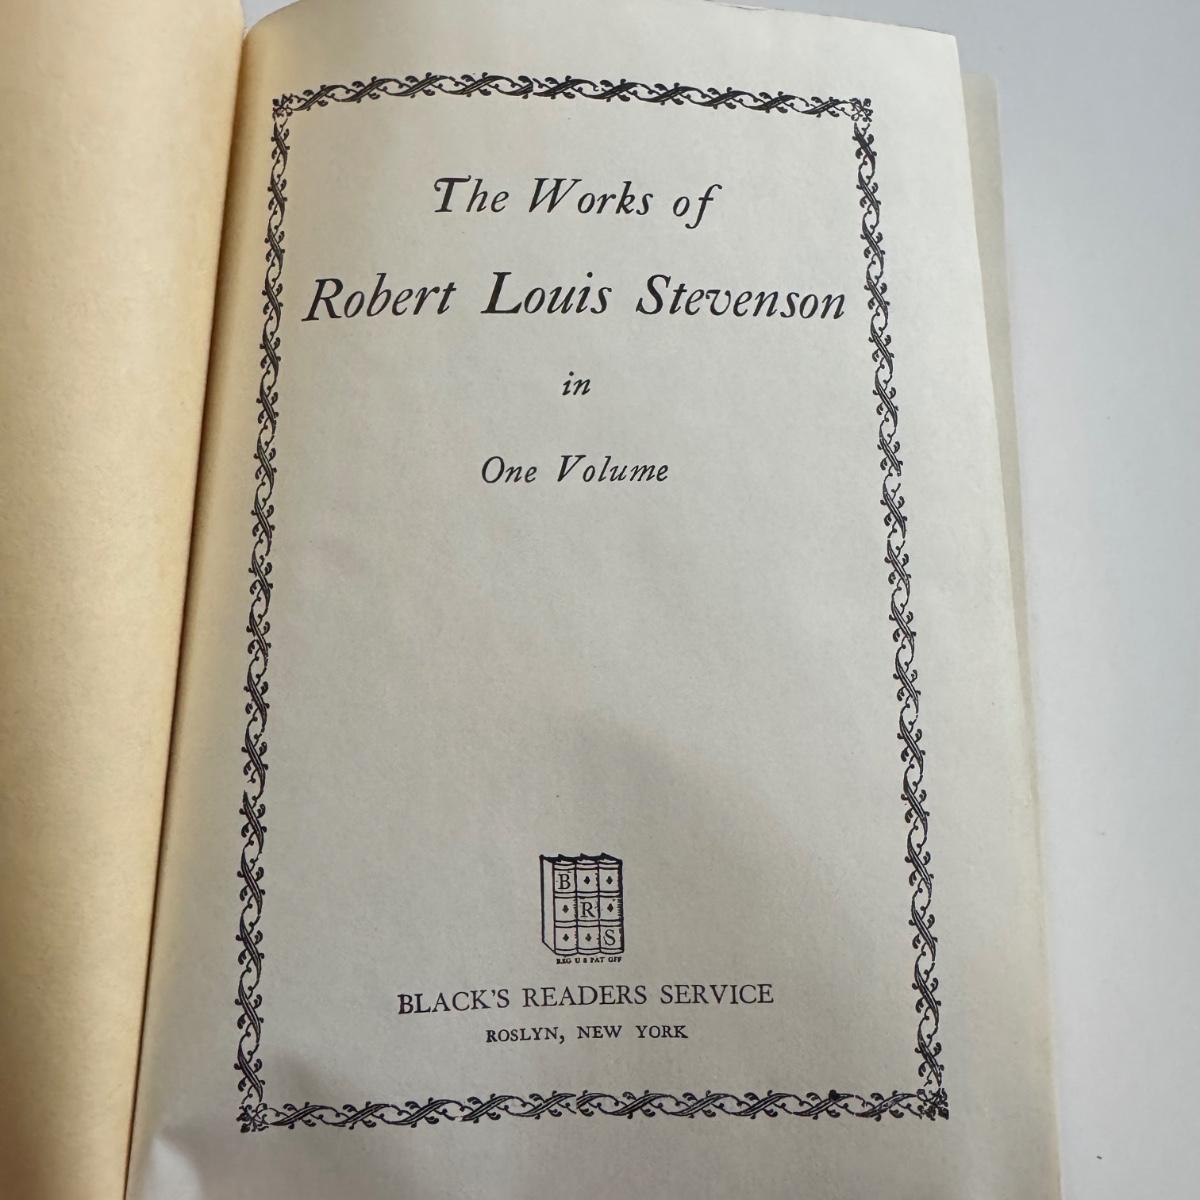 The Works of
Robert Louis Stevenson
in
One Volume
B
R
S
REG U S PAT OFF
BLACK'S READERS SERVICE
ROSLYN, NEW YORK